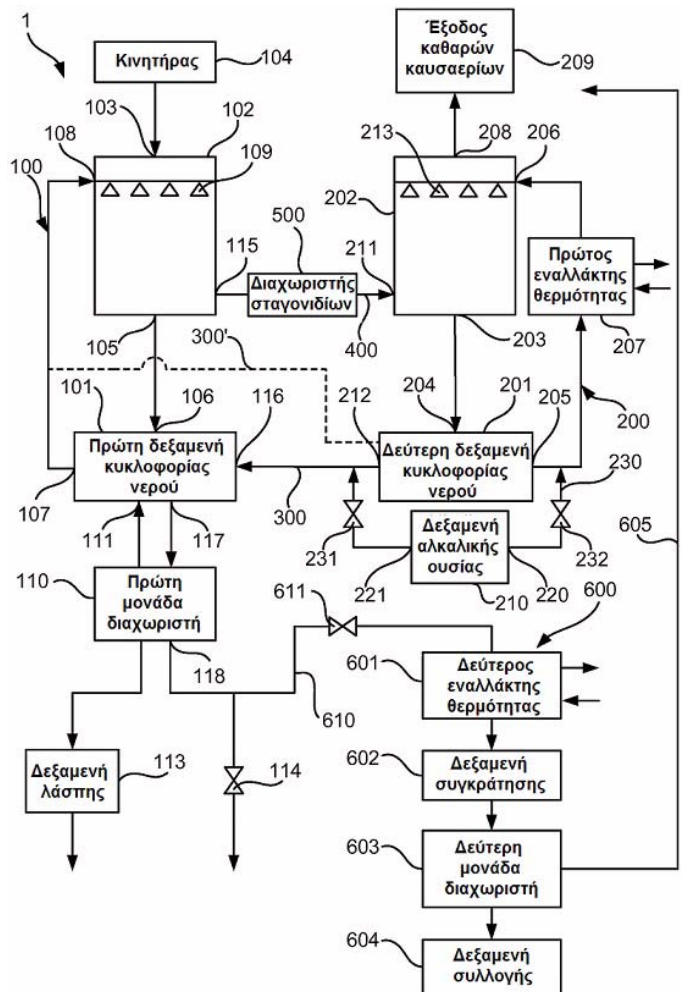 1
Κινητήρας
104
Έξοδος
καθαρών
καυσαερίων
209
103
102
108
109
213
208
206
202
100
115
500
211
Διαχωριστής
σταγονιδίων
400
Πρώτος
εναλλάκτης
θερμότητας
207
105
300'
203
101
106
116
212
204
201
205
200
Πρώτη δεξαμενή
κυκλοφορίας
νερού
Δεύτερη δεξαμενή
κυκλοφορίας
νερού
107
111
117
300
230
231
Δεξαμενή
αλκαλικής
ουσίας
232
605
221
210
220
110
Πρώτη
μονάδα
διαχωριστή
118
611
600
610
601
Δεύτερος
εναλλάκτης
θερμότητας
Δεξαμενή
λάσπης
113
114
602
Δεξαμενή
συγκράτησης
603
Δεύτερη
μονάδα
διαχωριστή
604
Δεξαμενή
συλλογής